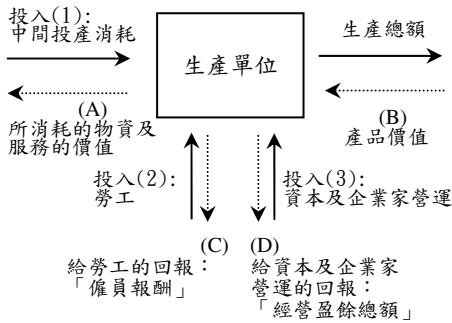 投入(1):
中間投產消耗
生產總額
生產單位
(A)
所消耗的物資及
服務的價值
(B)
產品價值
投入(2):
勞工
投入(3):
資本及企業家營運
(C)
(D)
給勞工的回報：
「僱員報酬」
給資本及企業家
營運的回報：
「經營盈餘總額」